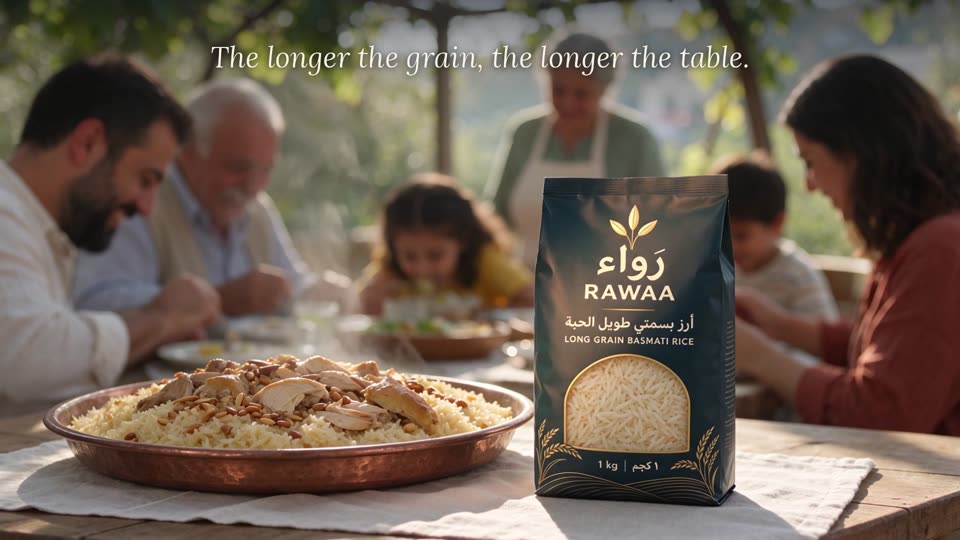 The longer the grain, the longer the table.
رَواء
RAWAA
أرز بسمتي طويل الحبة
LONG GRAIN BASMATI RICE
1 kg | ١ كجم